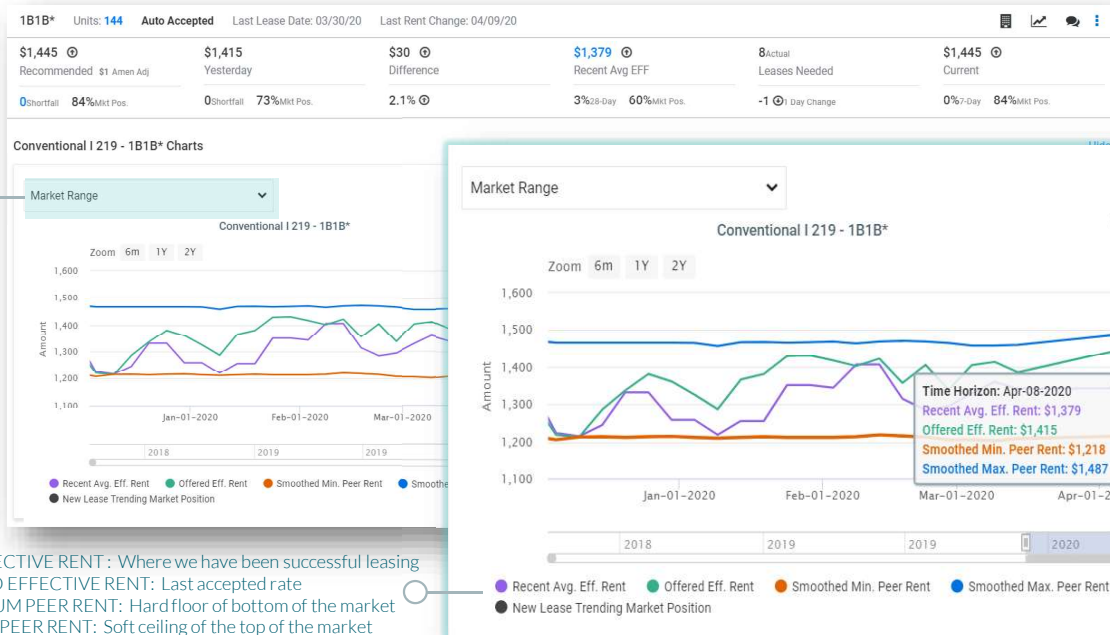 1B1B* Units: 144 Auto Accepted Last Lease Date: 03/30/20 Last Rent Change: 04/09/20
$1,445 $1,415 $30 $1,379 8Actual $1,445
Recommended $1 Amen Adj Yesterday Difference Recent Avg EFF Leases Needed Current
0Shortfall 84%Mkt Pos. 0Shortfall 73%Mkt Pos. 2.1% 3%28-Day 60%Mkt Pos. -1 1 Day Change 0%7-Day 84%Mkt Pos.
Conventional I 219 - 1B1B* Charts
Market Range
Conventional I 219 - 1B1B*
Zoom 6m 1Y 2Y
1,600
1,500
1,400
1,300
1,200
1,100
Amount
Jan-01-2020 Feb-01-2020 Mar-01-2020
2018 2019 2019
Recent Avg. Eff. Rent Offered Eff. Rent Smoothed Min. Peer Rent Smoothe
New Lease Trending Market Position
Market Range
Conventional I 219 - 1B1B*
Zoom 6m 1Y 2Y
1,600
1,500
1,400
1,300
1,200
1,100
Amount
Time Horizon: Apr-08-2020
Recent Avg. Eff. Rent: $1,379
Offered Eff. Rent: $1,415
Smoothed Min. Peer Rent: $1,218
Smoothed Max. Peer Rent: $1,487
Jan-01-2020 Feb-01-2020 Mar-01-2020 Apr-01-2
2018 2019 2019 2020
Recent Avg. Eff. Rent Offered Eff. Rent Smoothed Min. Peer Rent Smoothed Max. Peer Rent
New Lease Trending Market Position
ECTIVE RENT : Where we have been successful leasing
D EFFECTIVE RENT: Last accepted rate
UM PEER RENT: Hard floor of bottom of the market
PEER RENT: Soft ceiling of the top of the market